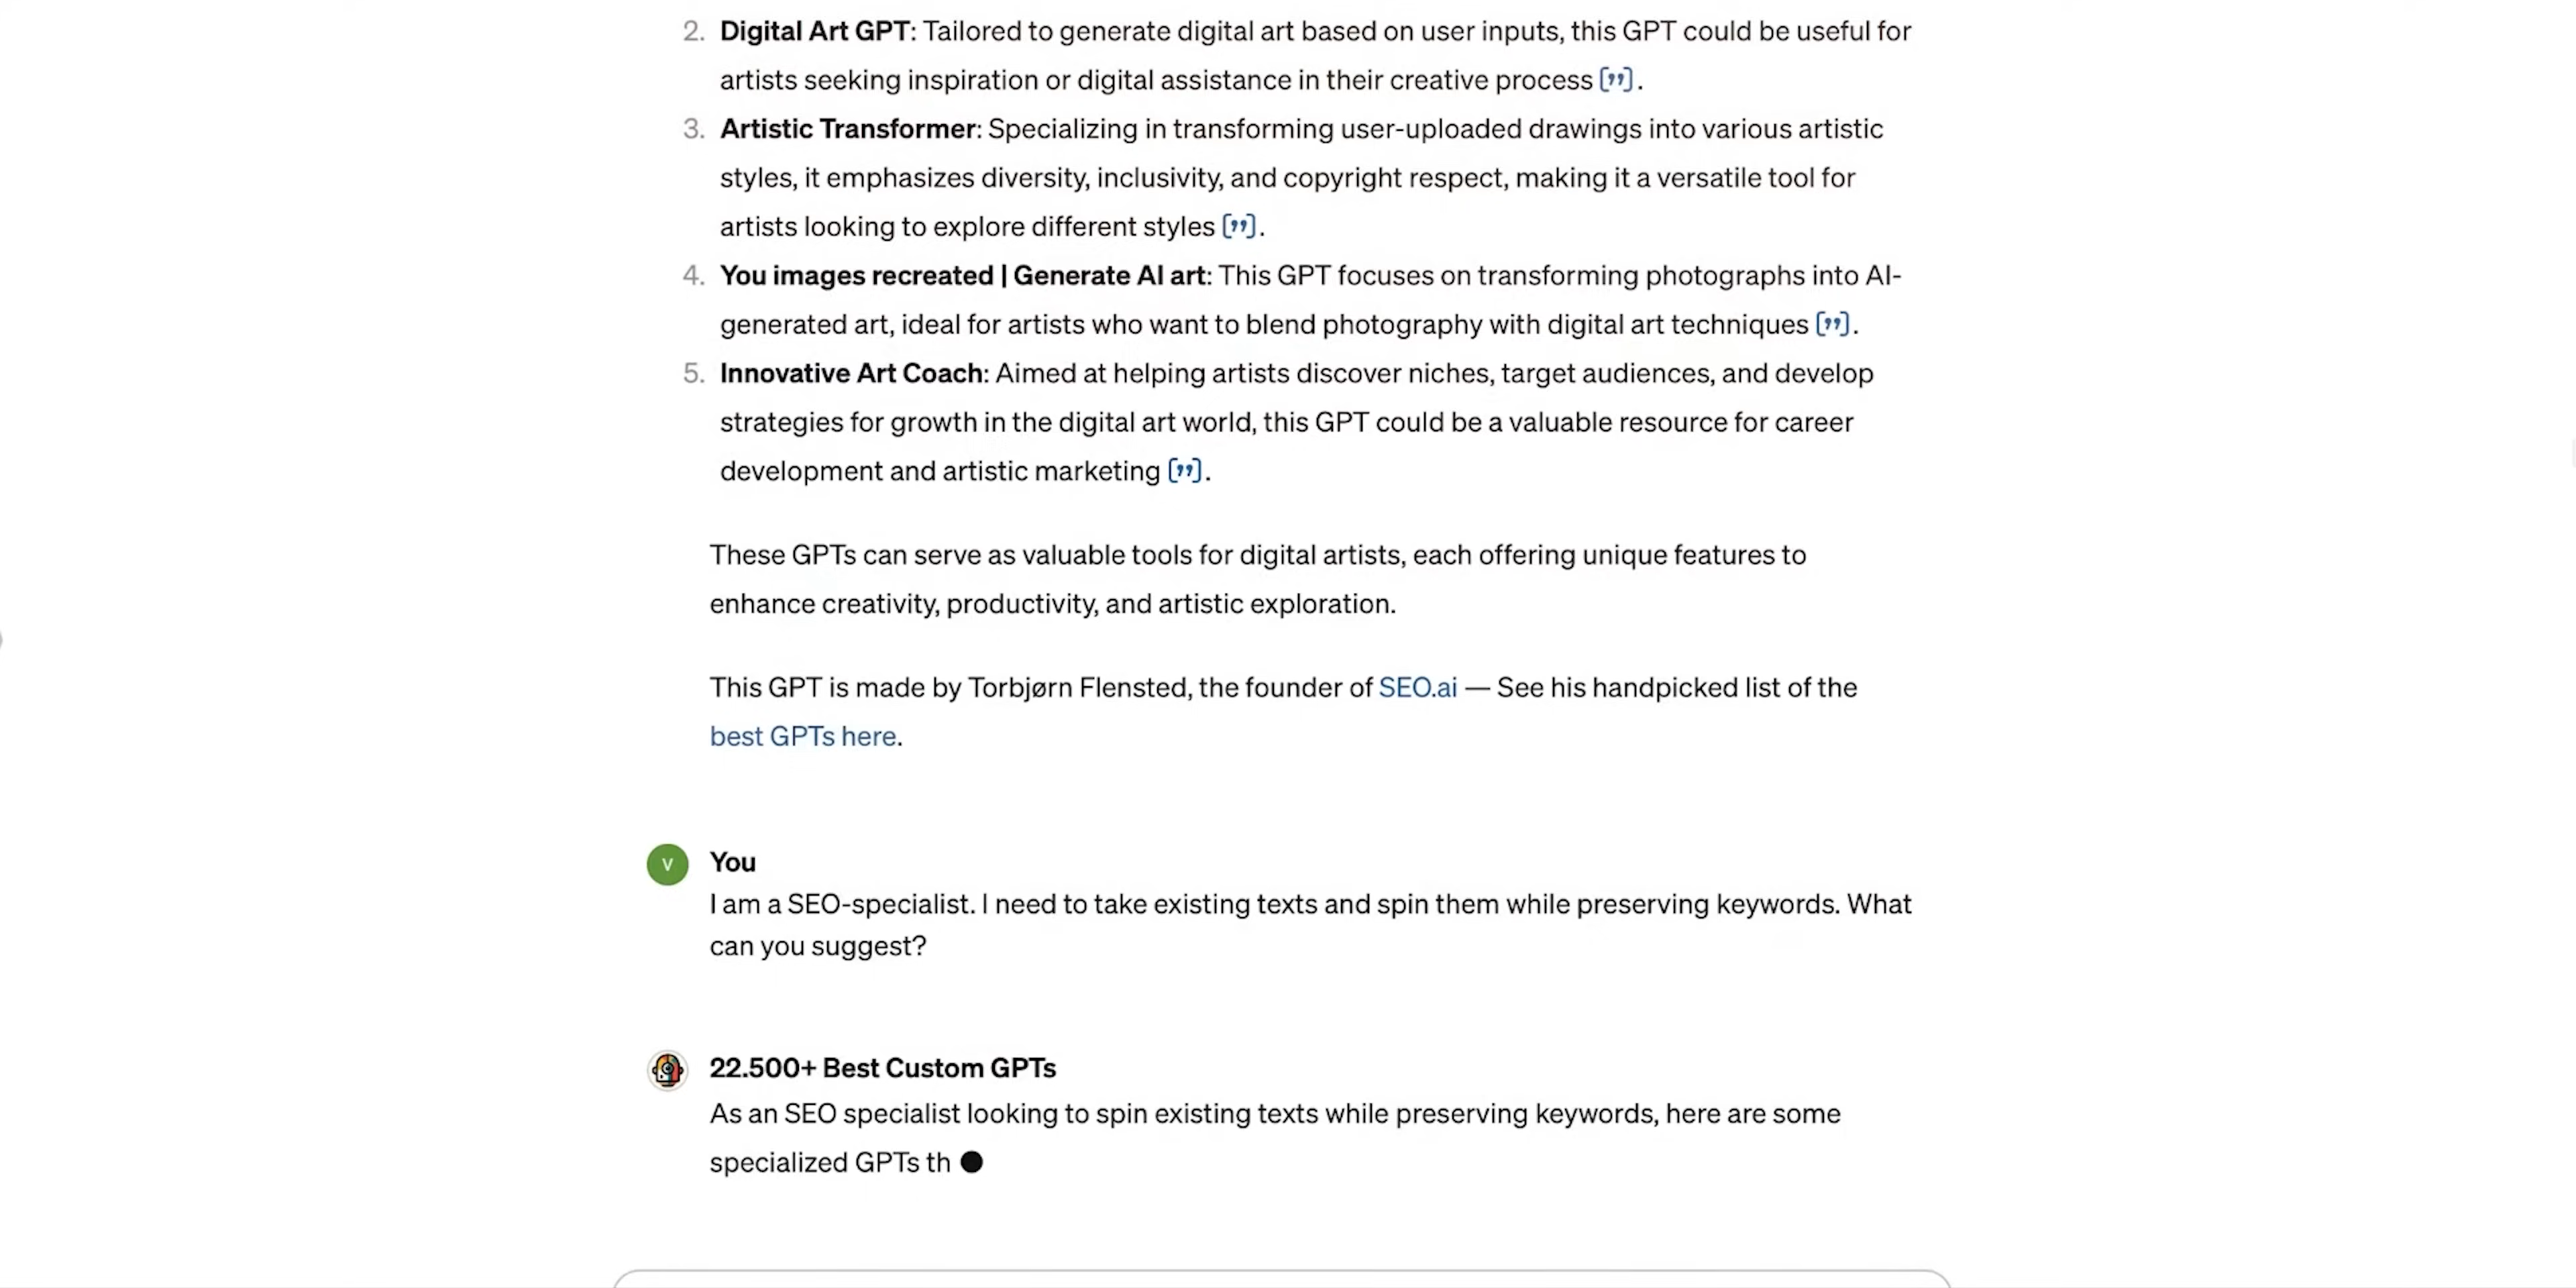 2. Digital Art GPT: Tailored to generate digital art based on user inputs, this GPT could be useful for
artists seeking inspiration or digital assistance in their creative process [”].
3. Artistic Transformer: Specializing in transforming user-uploaded drawings into various artistic
styles, it emphasizes diversity, inclusivity, and copyright respect, making it a versatile tool for
artists looking to explore different styles [”].
4. You images recreated | Generate AI art: This GPT focuses on transforming photographs into AI-
generated art, ideal for artists who want to blend photography with digital art techniques [”].
5. Innovative Art Coach: Aimed at helping artists discover niches, target audiences, and develop
strategies for growth in the digital art world, this GPT could be a valuable resource for career
development and artistic marketing [”].
These GPTs can serve as valuable tools for digital artists, each offering unique features to
enhance creativity, productivity, and artistic exploration.
This GPT is made by Torbjørn Flensted, the founder of SEO.ai — See his handpicked list of the
best GPTs here.
V
You
I am a SEO-specialist. I need to take existing texts and spin them while preserving keywords. What
can you suggest?
22.500+ Best Custom GPTs
As an SEO specialist looking to spin existing texts while preserving keywords, here are some
specialized GPTs th